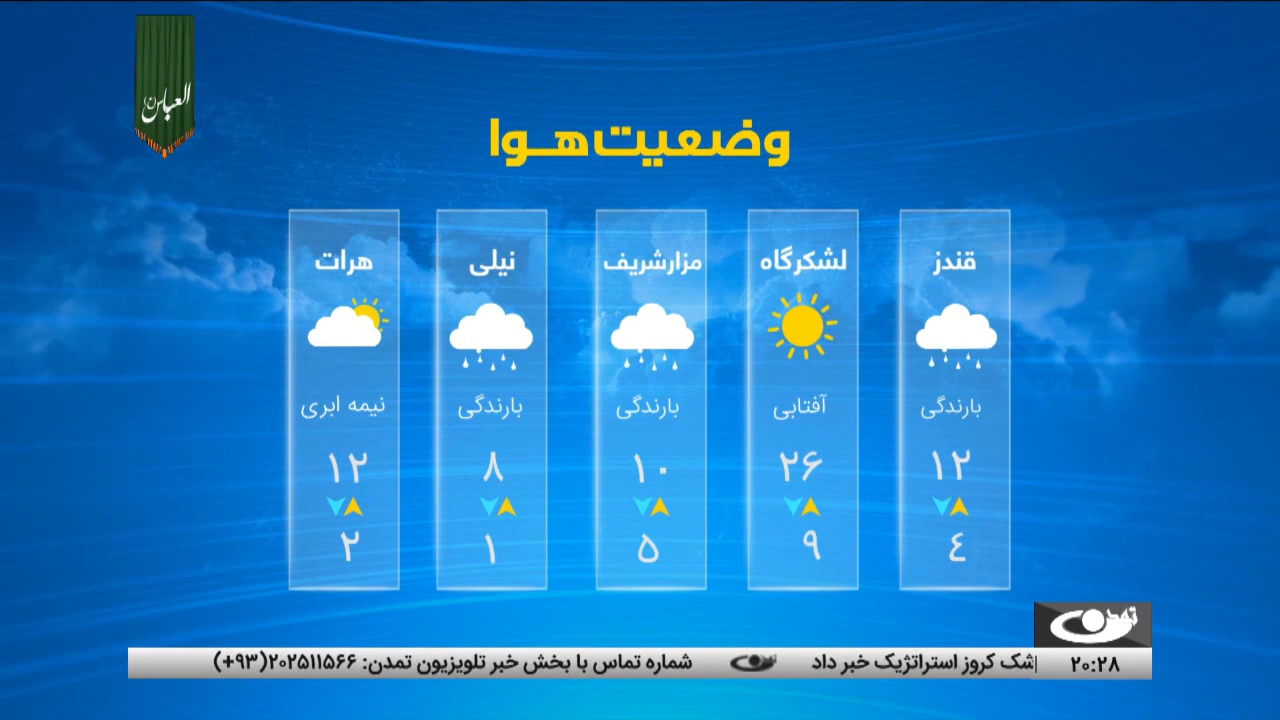 العباس
وضعیت هوا
قندز
بارندگی
۱۲
۴
لشکرگاه
آفتابی
۲۶
۹
مزارشریف
بارندگی
۱۰
۵
نیلی
بارندگی
۸
۱
هرات
نیمه ابری
۱۲
۲
تمدن
۲۰:۲۸
شک کروز استراتژیک خبر داد
شماره تماس با بخش خبر تلویزیون تمدن: ۲۰۲۵۱۱۵۶۶(۹۳+)